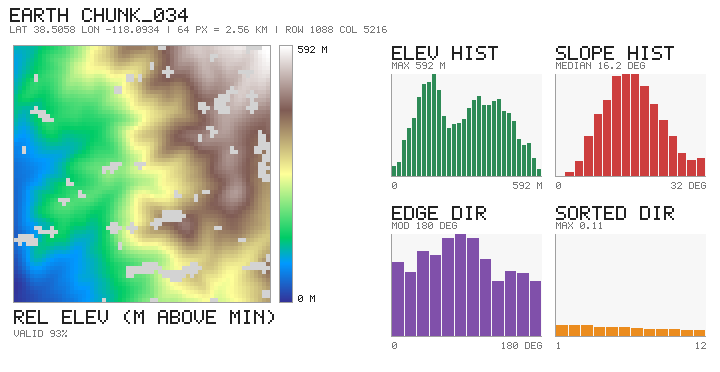 EARTH CHUNK_034
LAT 38.5058 LON -118.0934 | 64 PX = 2.56 KM | ROW 1088 COL 5216
592 M
0 M
REL ELEV (M ABOVE MIN)
VALID 93%
ELEV HIST
MAX 592 M
0 592 M
SLOPE HIST
MEDIAN 16.2 DEG
0 32 DEG
EDGE DIR
MOD 180 DEG
0 180 DEG
SORTED DIR
MAX 0.11
1 12